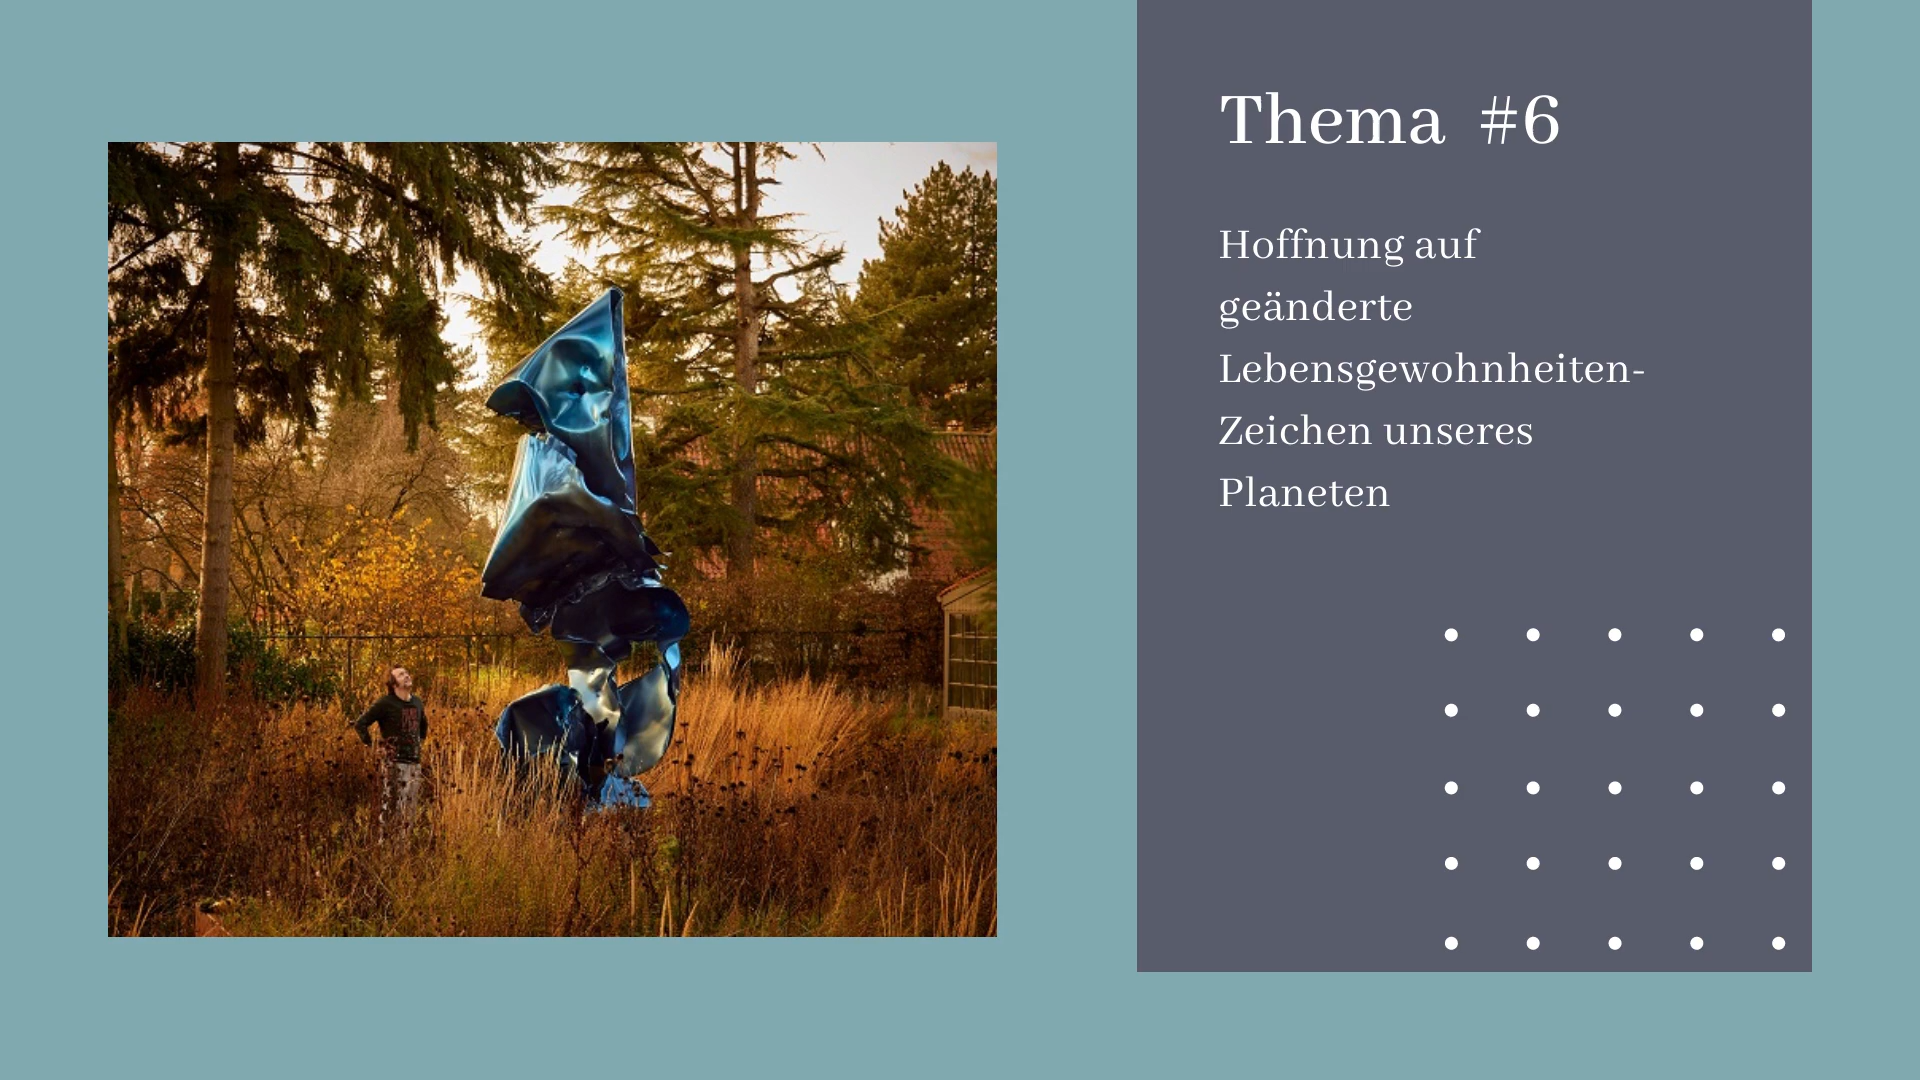 Thema #6
Hoffnung auf
geänderte
Lebensgewohnheiten-
Zeichen unseres
Planeten